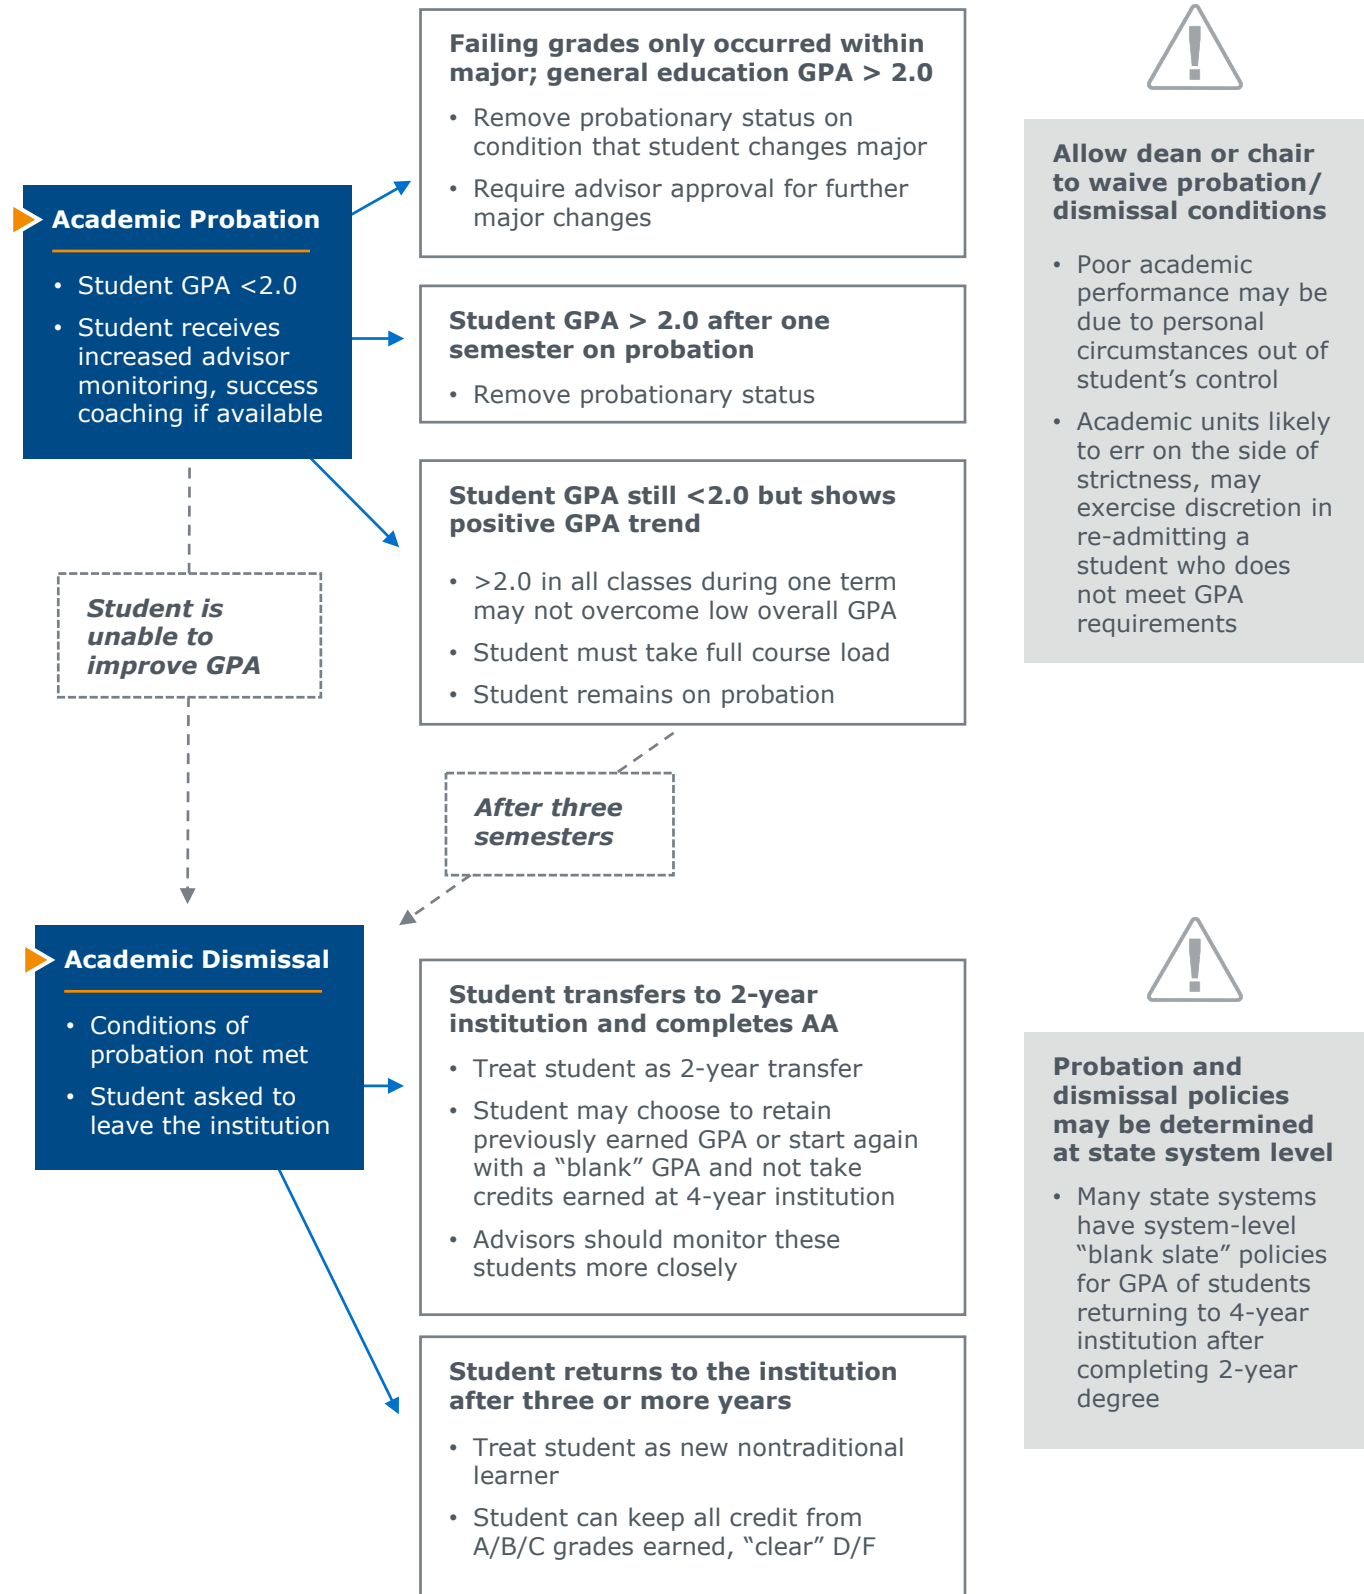 Failing grades only occurred within
major; general education GPA > 2.0
• Remove probationary status on
condition that student changes major
• Require advisor approval for further
major changes
Academic Probation
• Student GPA <2.0
• Student receives
increased advisor
monitoring, success
coaching if available
Student GPA > 2.0 after one
semester on probation
• Remove probationary status
Student GPA still <2.0 but shows
positive GPA trend
• >2.0 in all classes during one term
may not overcome low overall GPA
• Student must take full course load
• Student remains on probation
Allow dean or chair
to waive probation/
dismissal conditions
• Poor academic
performance may be
due to personal
circumstances out of
student’s control
• Academic units likely
to err on the side of
strictness, may
exercise discretion in
re-admitting a
student who does
not meet GPA
requirements
Student is
unable to
improve GPA
After three
semesters
Academic Dismissal
• Conditions of
probation not met
• Student asked to
leave the institution
Student transfers to 2-year
institution and completes AA
• Treat student as 2-year transfer
• Student may choose to retain
previously earned GPA or start again
with a “blank” GPA and not take
credits earned at 4-year institution
• Advisors should monitor these
students more closely
Student returns to the institution
after three or more years
• Treat student as new nontraditional
learner
• Student can keep all credit from
A/B/C grades earned, “clear” D/F
Probation and
dismissal policies
may be determined
at state system level
• Many state systems
have system-level
“blank slate” policies
for GPA of students
returning to 4-year
institution after
completing 2-year
degree